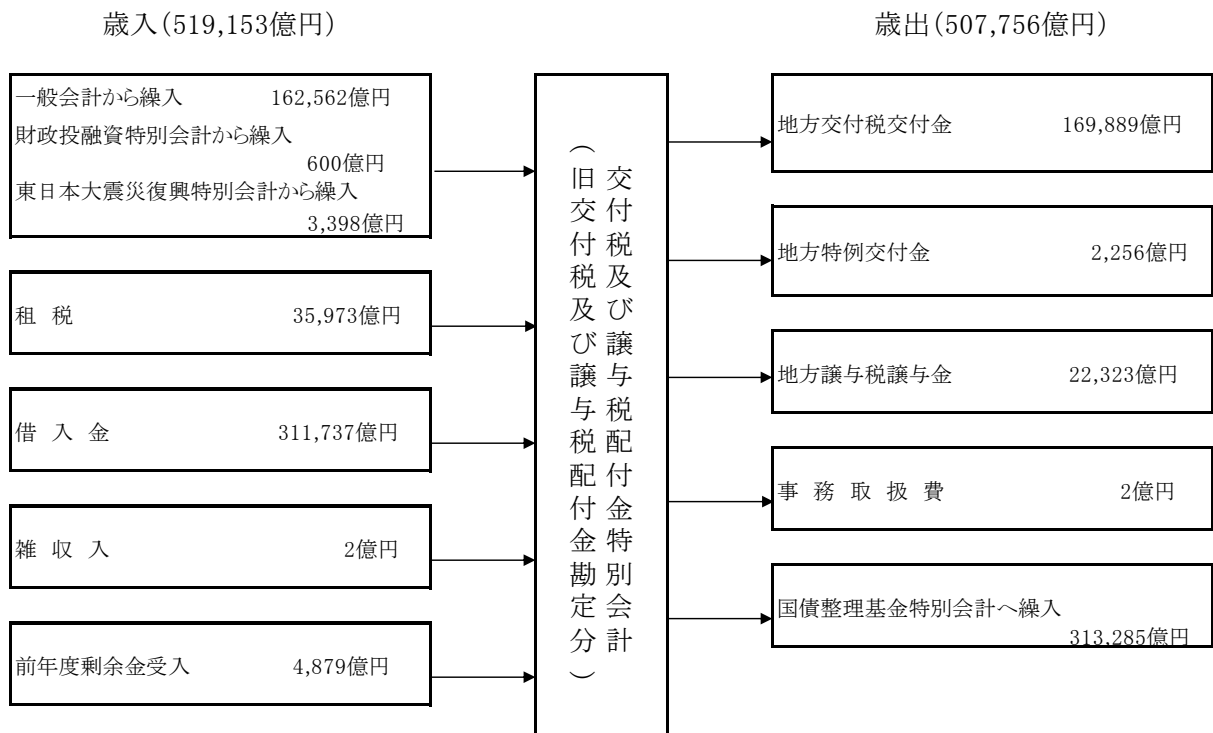 歳入(519,153億円)
一般会計から繰入 162,562億円
財政投融資特別会計から繰入
600億円
東日本大震災復興特別会計から繰入
3,398億円
租 税 35,973億円
借 入 金 311,737億円
雑 収 入 2億円
前年度剰余金受入 4,879億円
交付税及び譲与税配付金特別会計
(旧交付税及び譲与税配付金勘定分)
歳出(507,756億円)
地方交付税交付金 169,889億円
地方特例交付金 2,256億円
地方譲与税譲与金 22,323億円
事 務 取 扱 費 2億円
国債整理基金特別会計へ繰入
313,285億円